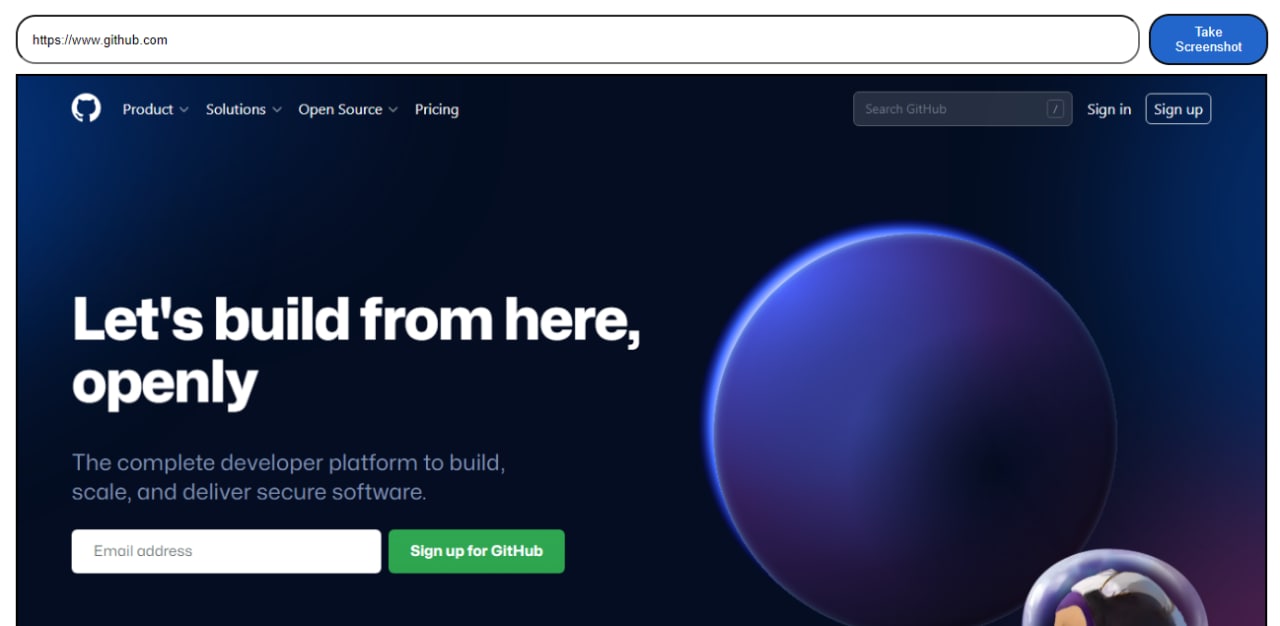 https://www.github.com
Take
Screenshot
Product Solutions Open Source Pricing Search GitHub / Sign in Sign up
Let's build from here,
openly
The complete developer platform to build,
scale, and deliver secure software.
Email address Sign up for GitHub